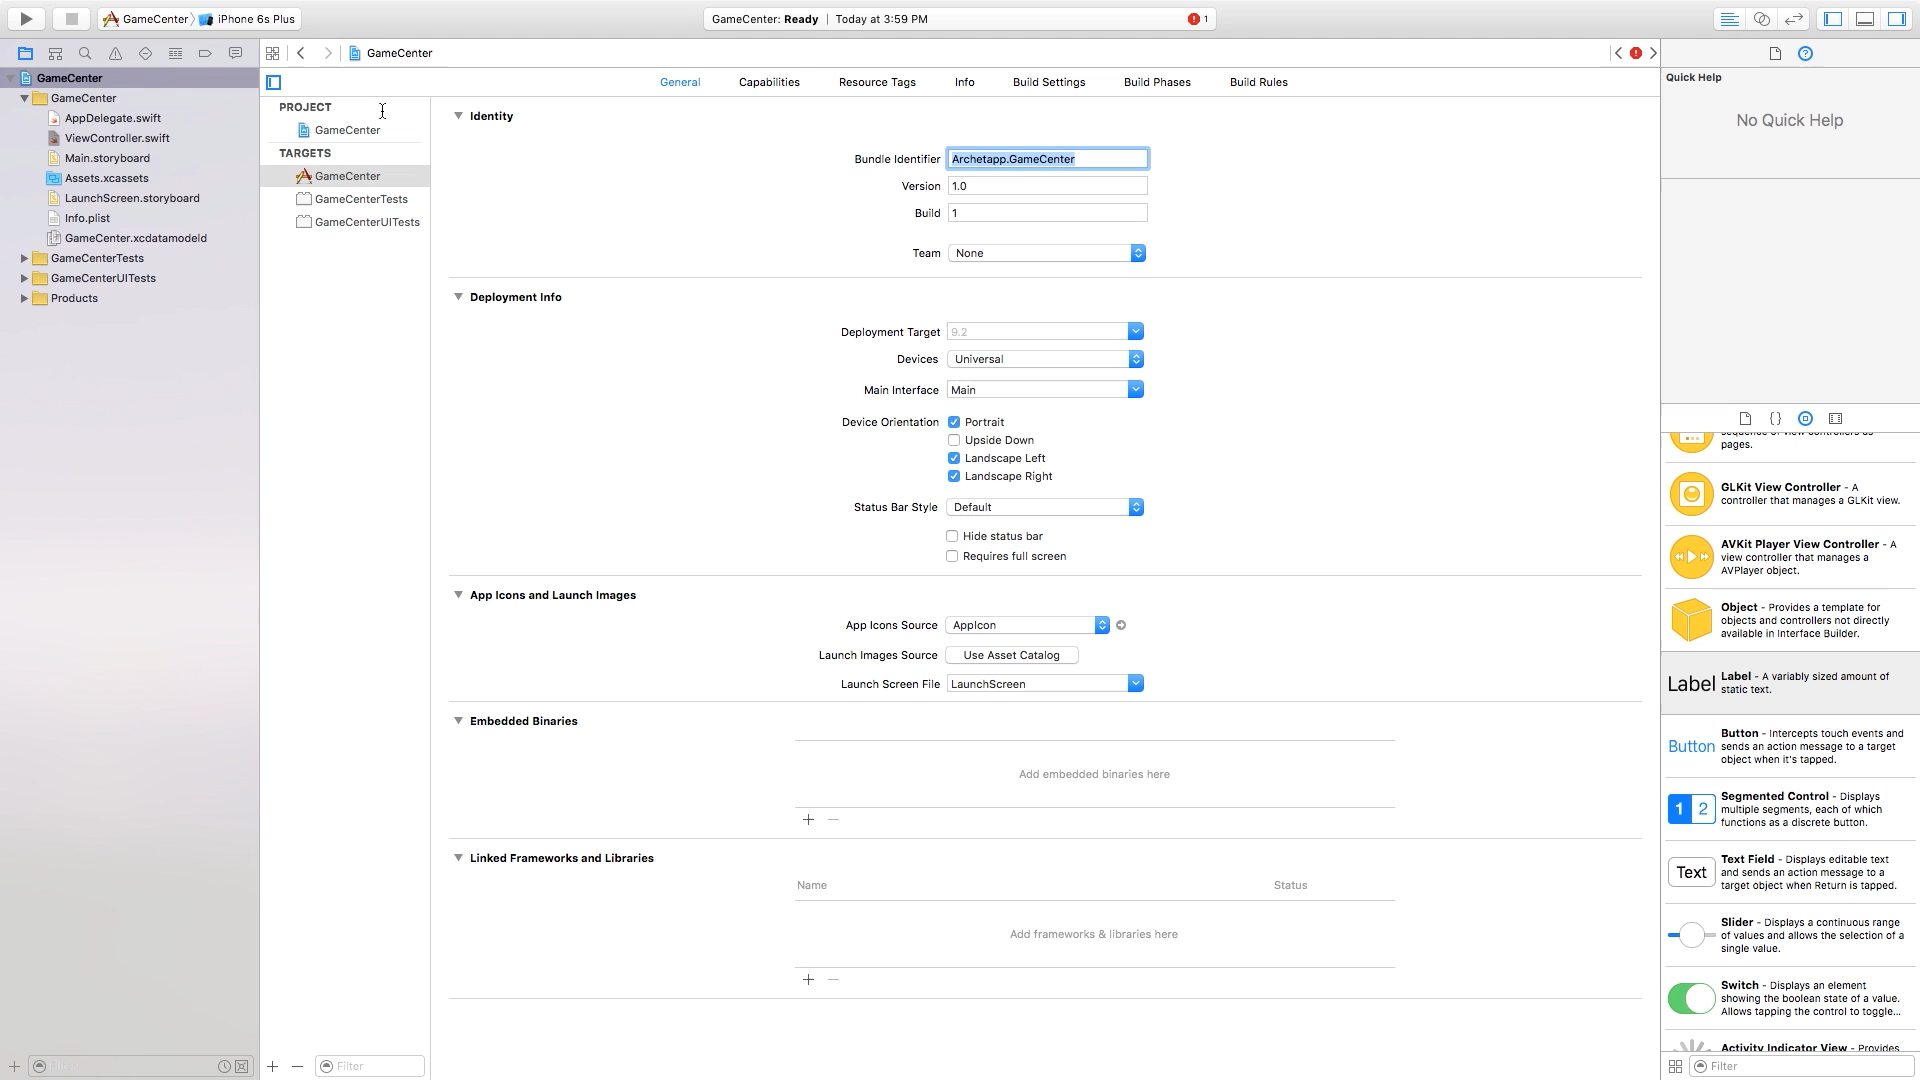 GameCenter
iPhone 6s Plus
GameCenter: Ready
Today at 3:59 PM
1
GameCenter
GameCenter
GameCenter
AppDelegate.swift
ViewController.swift
Main.storyboard
Assets.xcassets
LaunchScreen.storyboard
Info.plist
GameCenter.xcdatamodeld
GameCenterTests
GameCenterUITests
Products
General
Capabilities
Resource Tags
Info
Build Settings
Build Phases
Build Rules
PROJECT
GameCenter
TARGETS
GameCenter
GameCenterTests
GameCenterUITests
Filter
Identity
Bundle Identifier
Archetapp.GameCenter
Version
1.0
Build
1
Team
None
Deployment Info
Deployment Target
9.2
Devices
Universal
Main Interface
Main
Device Orientation
Portrait
Upside Down
Landscape Left
Landscape Right
Status Bar Style
Default
Hide status bar
Requires full screen
App Icons and Launch Images
App Icons Source
AppIcon
Launch Images Source
Use Asset Catalog
Launch Screen File
LaunchScreen
Embedded Binaries
Add embedded binaries here
Linked Frameworks and Libraries
Name
Status
Add frameworks & libraries here
Quick Help
No Quick Help
pages.
GLKit View Controller - A
controller that manages a GLKit view.
AVKit Player View Controller - A
view controller that manages a
AVPlayer object.
Object - Provides a template for
objects and controllers not directly
available in Interface Builder.
Label
Label - A variably sized amount of
static text.
Button
Button - Intercepts touch events and
sends an action message to a target
object when it's tapped.
1 2
Segmented Control - Displays
multiple segments, each of which
functions as a discrete button.
Text
Text Field - Displays editable text
and sends an action message to a
target object when Return is tapped.
Slider - Displays a continuous range
of values and allows the selection of a
single value.
Switch - Displays an element
showing the boolean state of a value.
Allows tapping the control to toggle...
Activity Indicator View - Provides
Filter